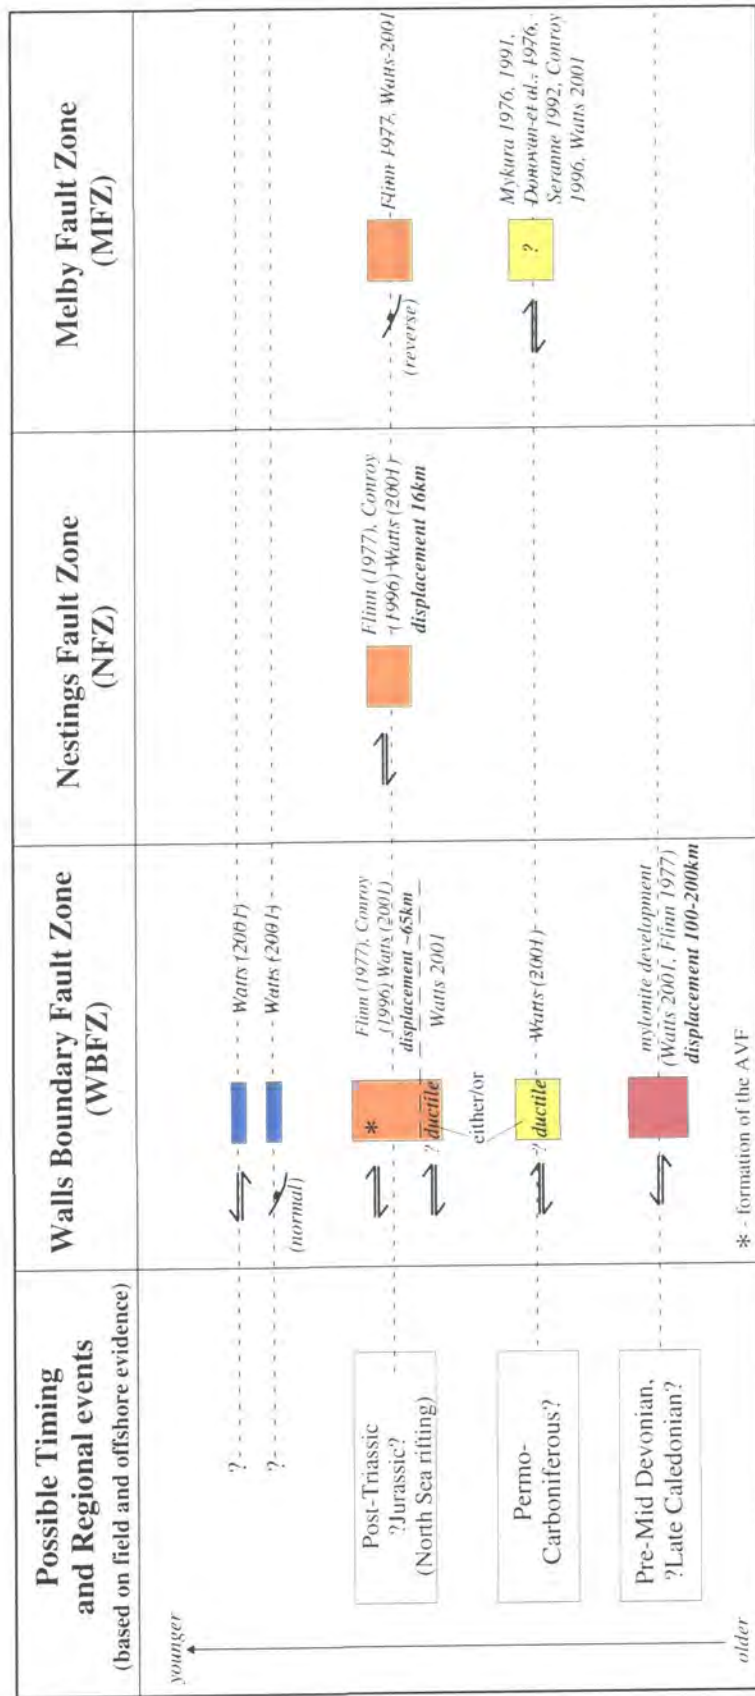 Possible Timing
and Regional events
(based on field and offshore evidence)
Walls Boundary Fault Zone
(WBFZ)
Nestings Fault Zone
(NFZ)
Melby Fault Zone
(MFZ)
younger
older
?
?
Post-Triassic
?Jurassic?
(North Sea rifting)
Permo-
Carboniferous?
Pre-Mid Devonian,
?Late Caledonian?
Watts (2001)
Watts (2001)
(normal)
*
Flinn (1977), Conroy
(1996) Watts (2001)
displacement ~65km
? ductile
Watts 2001
either/or
? ductile
Watts (2001)
mylonite development
(Watts 2001, Flinn 1977)
displacement 100-200km
* - formation of the AVF
Flinn (1977), Conroy
(1996) Watts (2001)
displacement 16km
(reverse)
Flinn 1977, Watts 2001
?
Mykura 1976, 1991,
Donovan et al., 1976,
Seranne 1992, Conroy
1996, Watts 2001